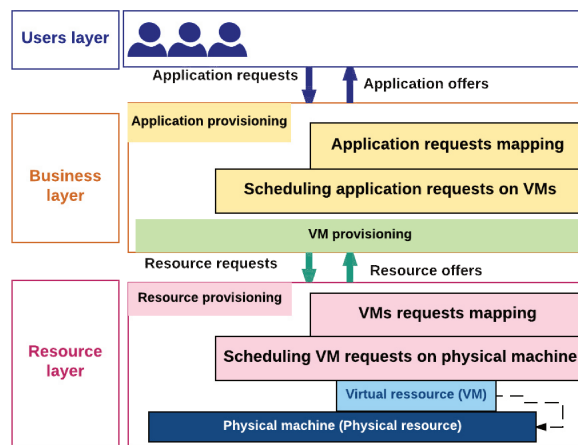 Users layer
Application requests
Application offers
Application provisioning
Application requests mapping
Business
layer
Scheduling application requests on VMs
VM provisioning
Resource requests
Resource offers
Resource provisioning
VMs requests mapping
Resource
layer
Scheduling VM requests on physical machine
Virtual ressource (VM)
Physical machine (Physical resource)